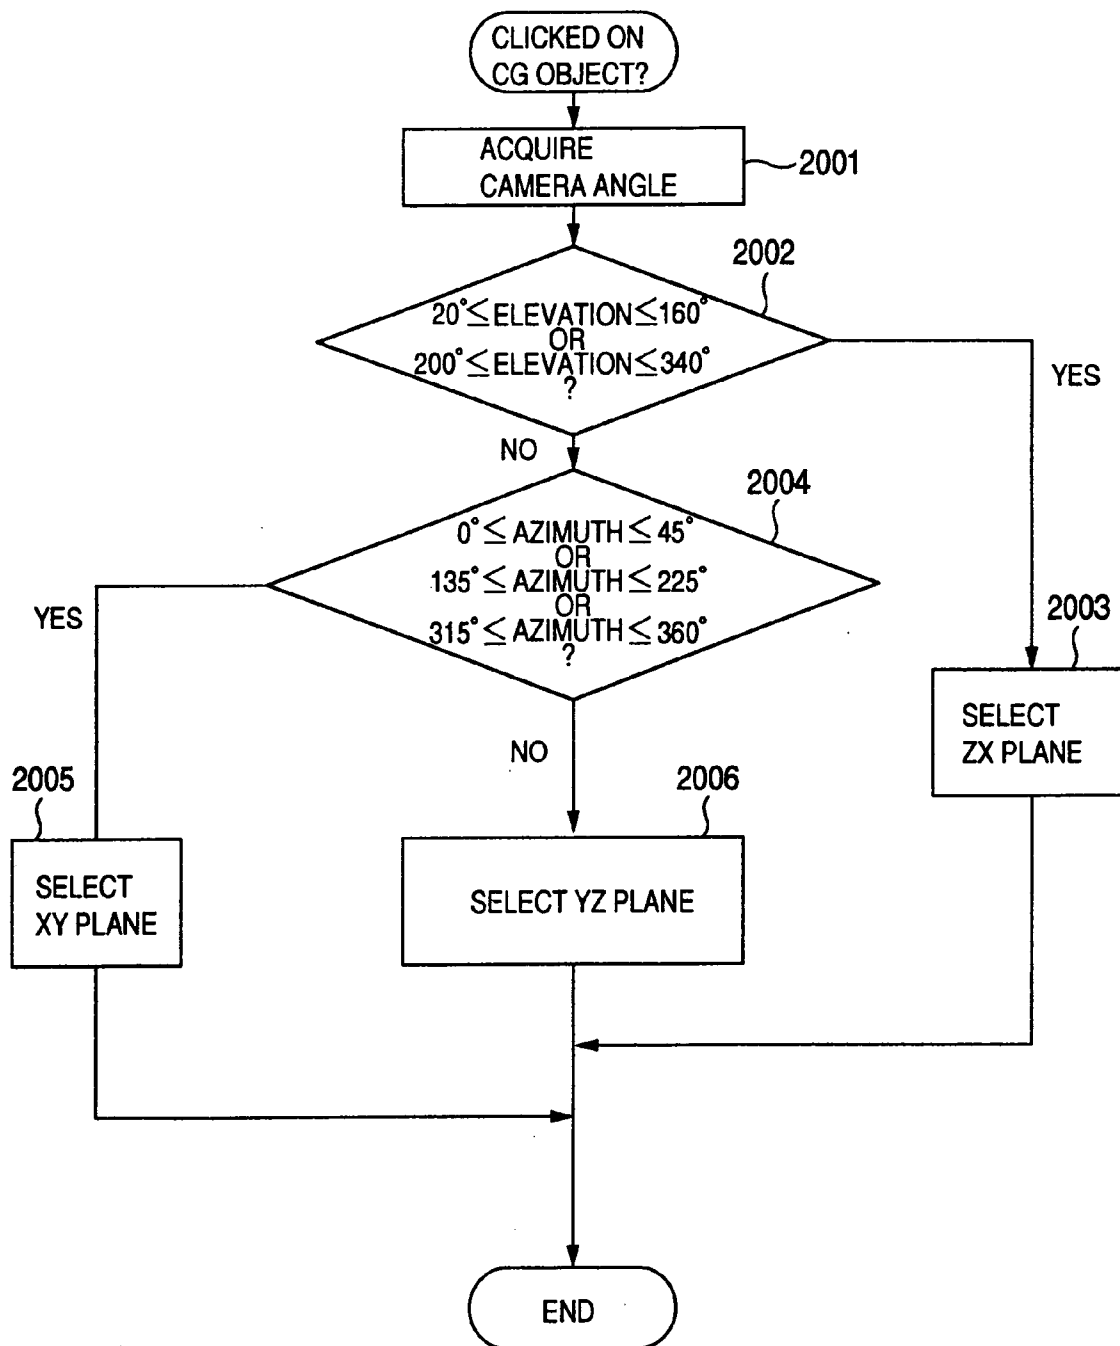 CLICKED ON
CG OBJECT?
ACQUIRE
CAMERA ANGLE
2001
2002
20°≤ELEVATION≤160°
OR
200°≤ELEVATION≤340°
?
YES
NO
2004
0°≤ AZIMUTH ≤ 45°
OR
135°≤ AZIMUTH ≤ 225°
OR
315°≤ AZIMUTH ≤ 360°
?
YES
2003
SELECT
ZX PLANE
NO
2005
SELECT
XY PLANE
2006
SELECT YZ PLANE
END